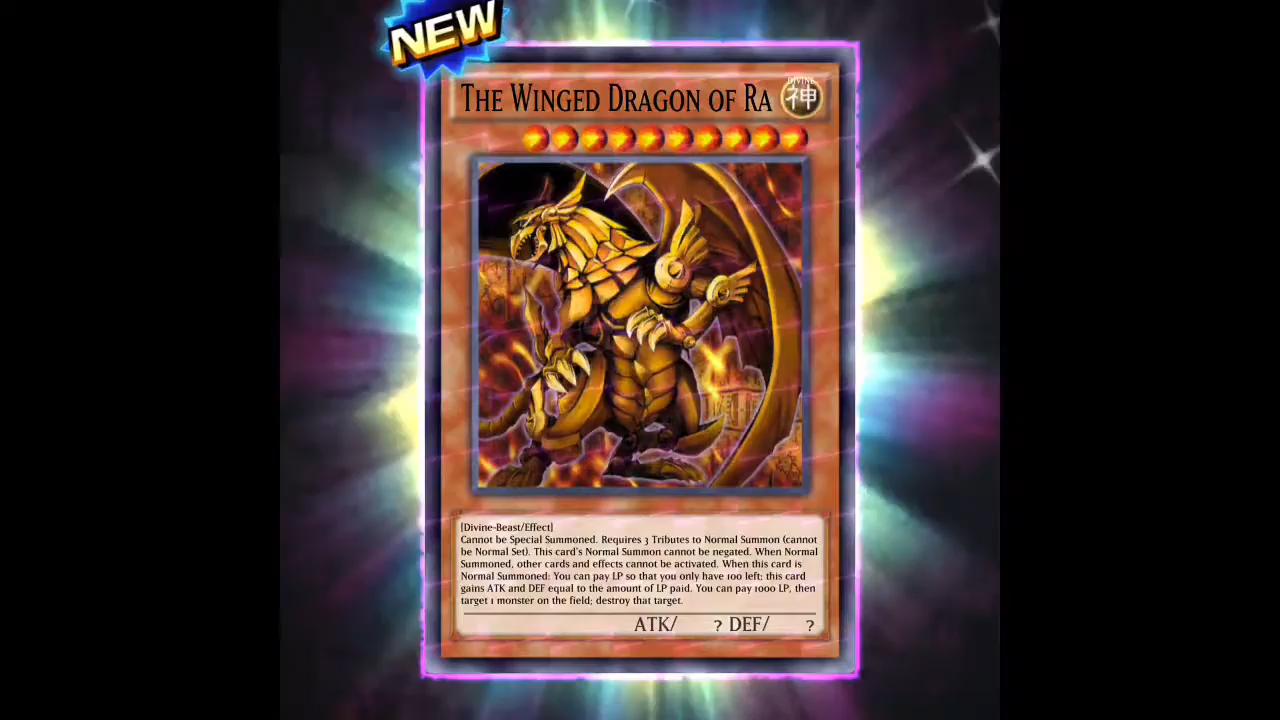 NEW
THE WINGED DRAGON OF RA
DIVINE
神
[Divine-Beast/Effect]
Cannot be Special Summoned. Requires 3 Tributes to Normal Summon (cannot
be Normal Set). This card's Normal Summon cannot be negated. When Normal
Summoned, other cards and effects cannot be activated. When this card is
Normal Summoned: You can pay LP so that you only have 100 left; this card
gains ATK and DEF equal to the amount of LP paid. You can pay 1000 LP, then
target 1 monster on the field; destroy that target.
ATK/ ? DEF/ ?